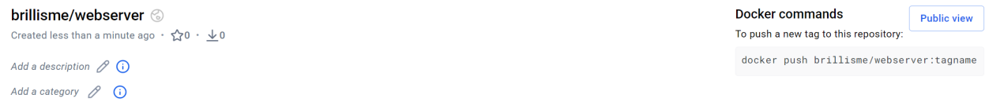 brillisme/webserver
Created less than a minute ago · 0 · 0
Add a description
Add a category
Docker commands
Public view
To push a new tag to this repository:
docker push brillisme/webserver:tagname